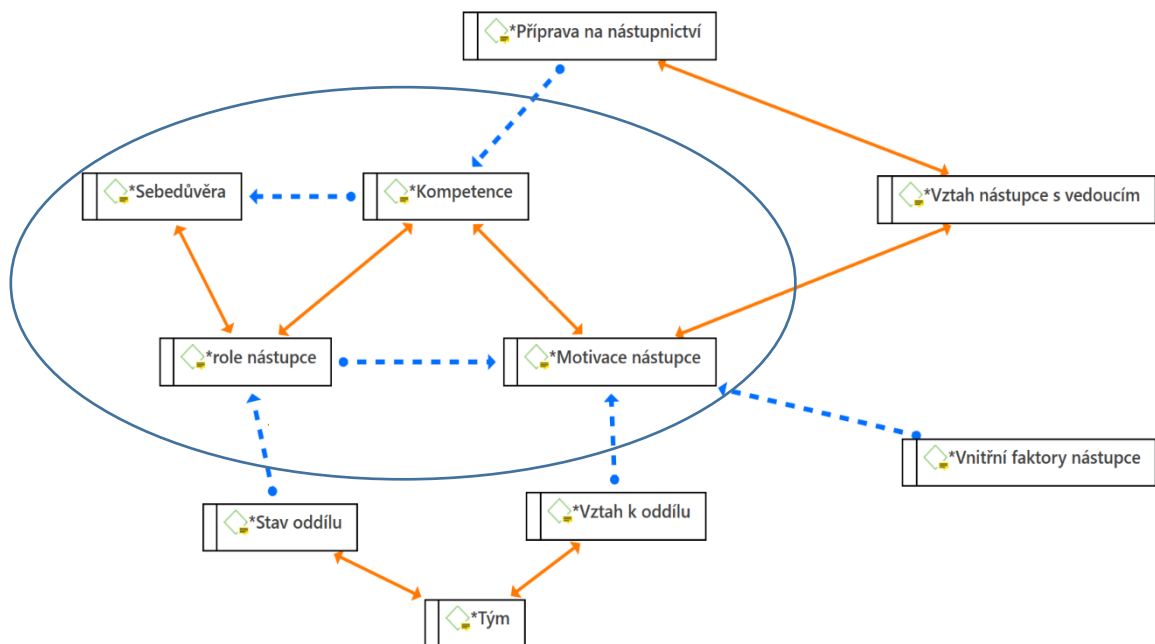 *Příprava na nástupnictví
*Sebedůvěra
*Kompetence
*Vztah nástupce s vedoucím
*role nástupce
*Motivace nástupce
*Vnitřní faktory nástupce
*Stav oddílu
*Vztah k oddílu
*Tým